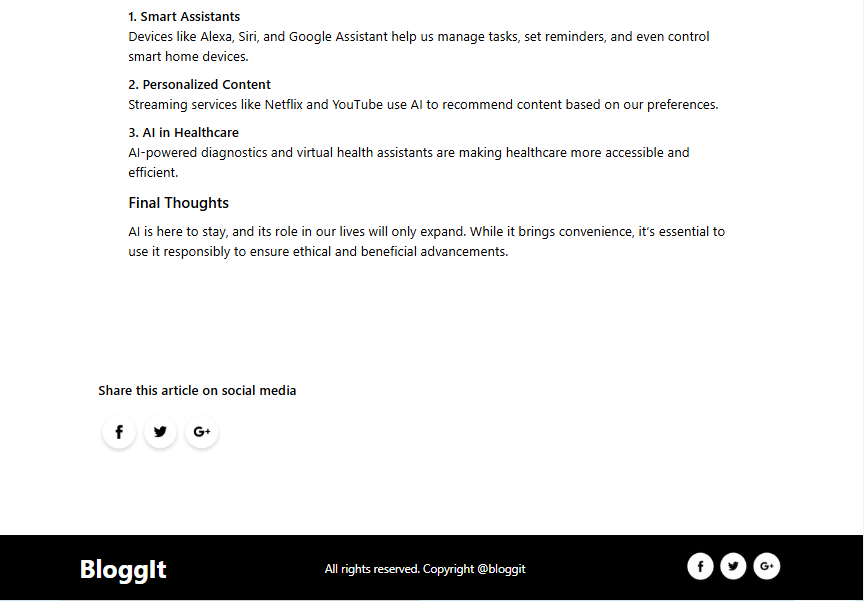 1. Smart Assistants
Devices like Alexa, Siri, and Google Assistant help us manage tasks, set reminders, and even control
smart home devices.
2. Personalized Content
Streaming services like Netflix and YouTube use AI to recommend content based on our preferences.
3. AI in Healthcare
AI-powered diagnostics and virtual health assistants are making healthcare more accessible and
efficient.
Final Thoughts
AI is here to stay, and its role in our lives will only expand. While it brings convenience, it’s essential to
use it responsibly to ensure ethical and beneficial advancements.
Share this article on social media
f G+
BloggIt
All rights reserved. Copyright @bloggit
f G+